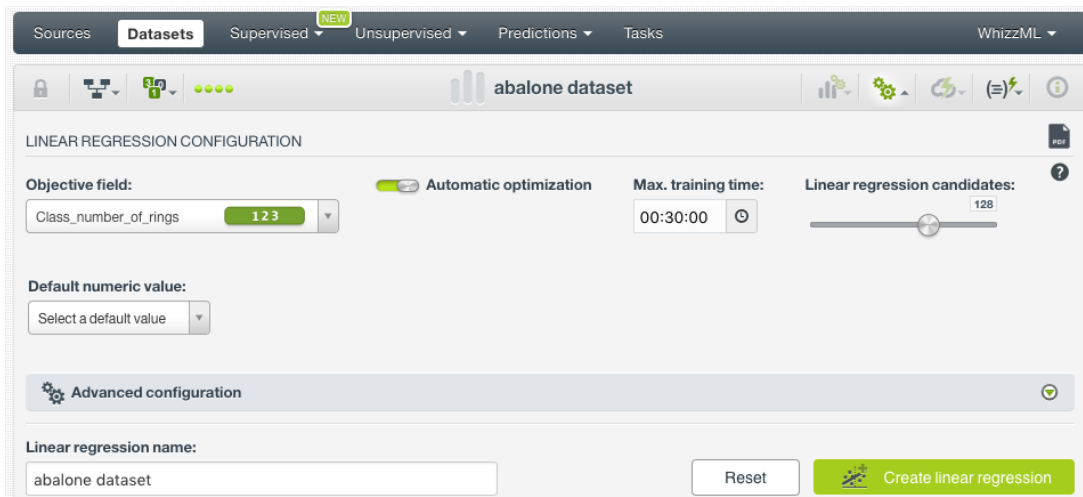 NEW
Sources Datasets Supervised Unsupervised Predictions Tasks WhizzML
abalone dataset
LINEAR REGRESSION CONFIGURATION
PDF
Objective field: Automatic optimization Max. training time: Linear regression candidates:
128
Class_number_of_rings 123 00:30:00
Default numeric value:
Select a default value
Advanced configuration
Linear regression name:
abalone dataset Reset Create linear regression